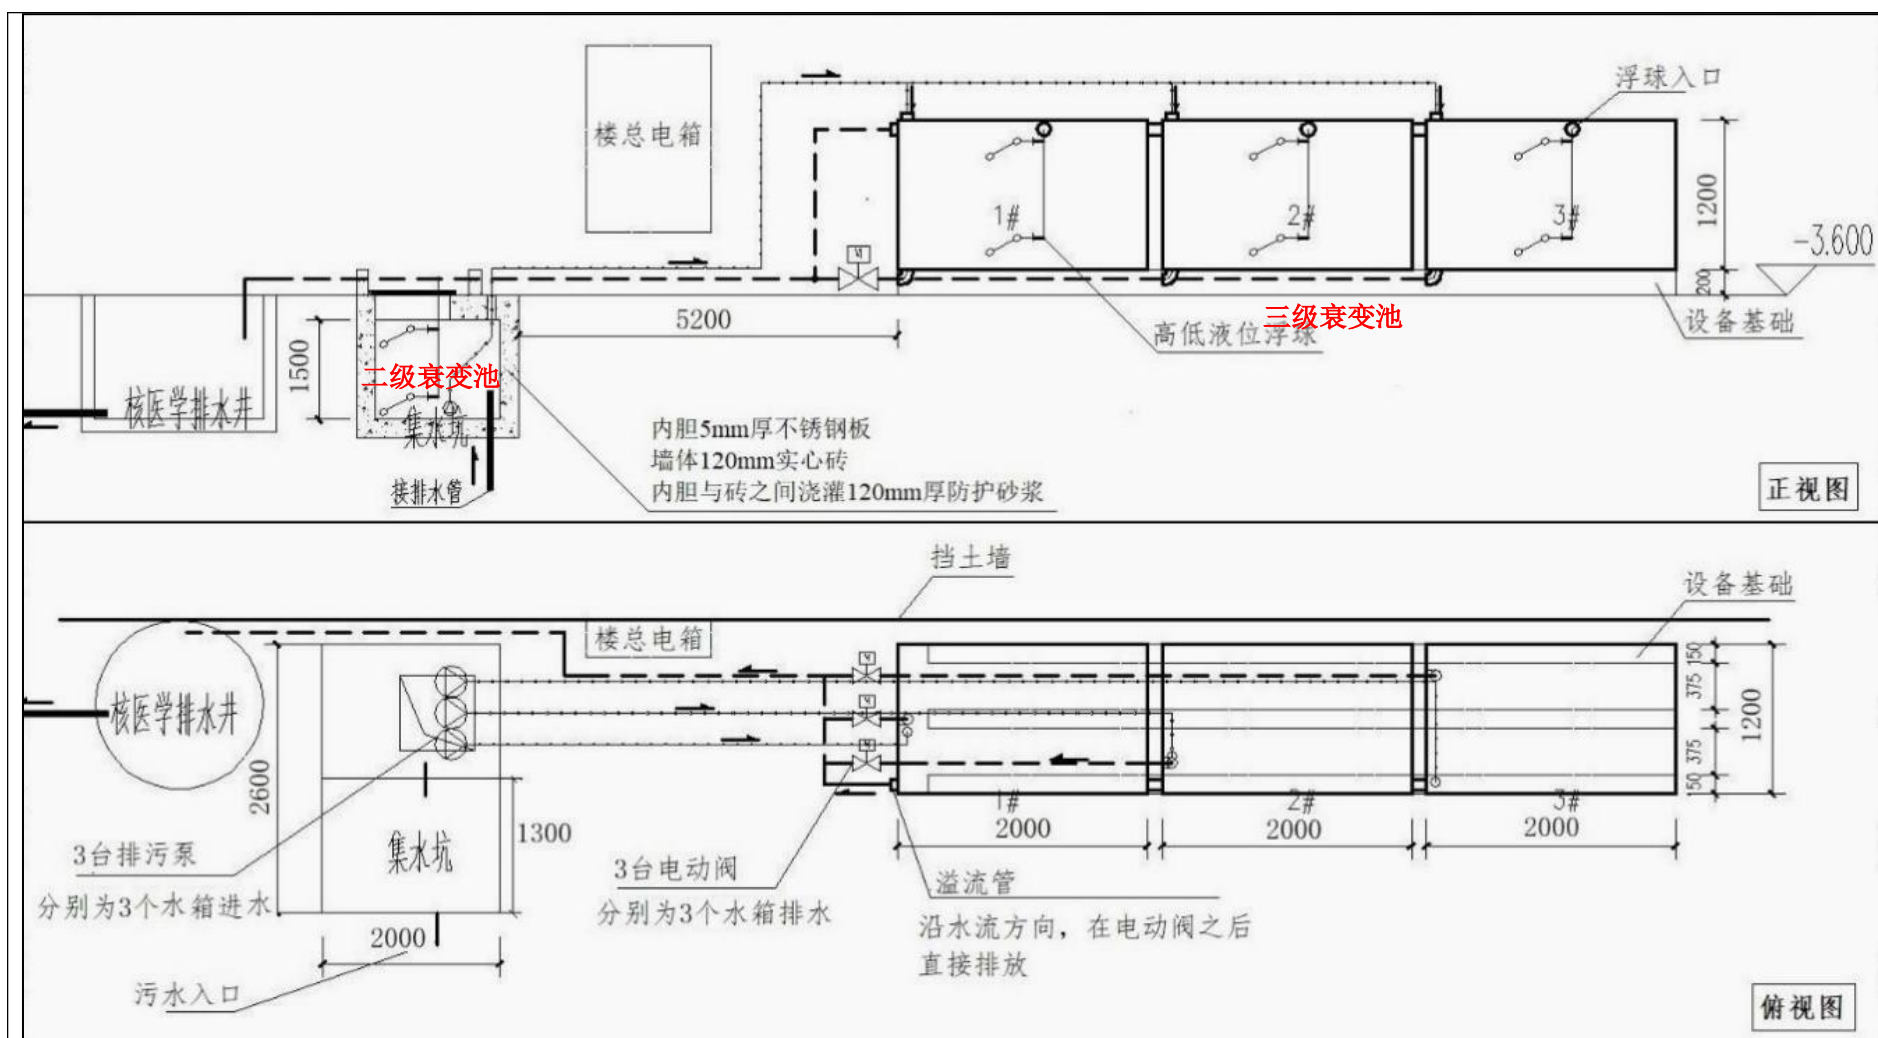 浮球入口
楼总电箱
1#
2#
3#
1200
-3.600
200
5200
三级衰变池
高低液位浮球
设备基础
1500
二级衰变池
核医学排水井
集水坑
接排水管
内胆5mm厚不锈钢板
墙体120mm实心砖
内胆与砖之间浇灌120mm厚防护砂浆
正视图
挡土墙
设备基础
楼总电箱
核医学排水井
150
375
375
150
1200
2600
1#
2#
3#
2000
2000
2000
1300
集水坑
3台排污泵
分别为3个水箱进水
3台电动阀
分别为3个水箱排水
溢流管
沿水流方向，在电动阀之后
直接排放
2000
污水入口
俯视图